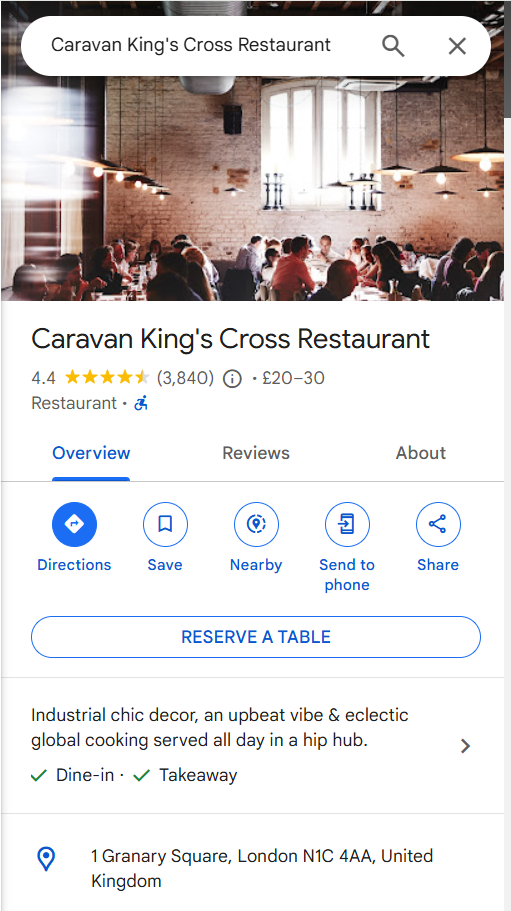 Caravan King's Cross Restaurant
Caravan King's Cross Restaurant
4.4 (3,840) · £20–30
Restaurant ·
Overview Reviews About
Directions Save Nearby Send to phone Share
RESERVE A TABLE
Industrial chic decor, an upbeat vibe & eclectic
global cooking served all day in a hip hub.
Dine-in · Takeaway
1 Granary Square, London N1C 4AA, United
Kingdom